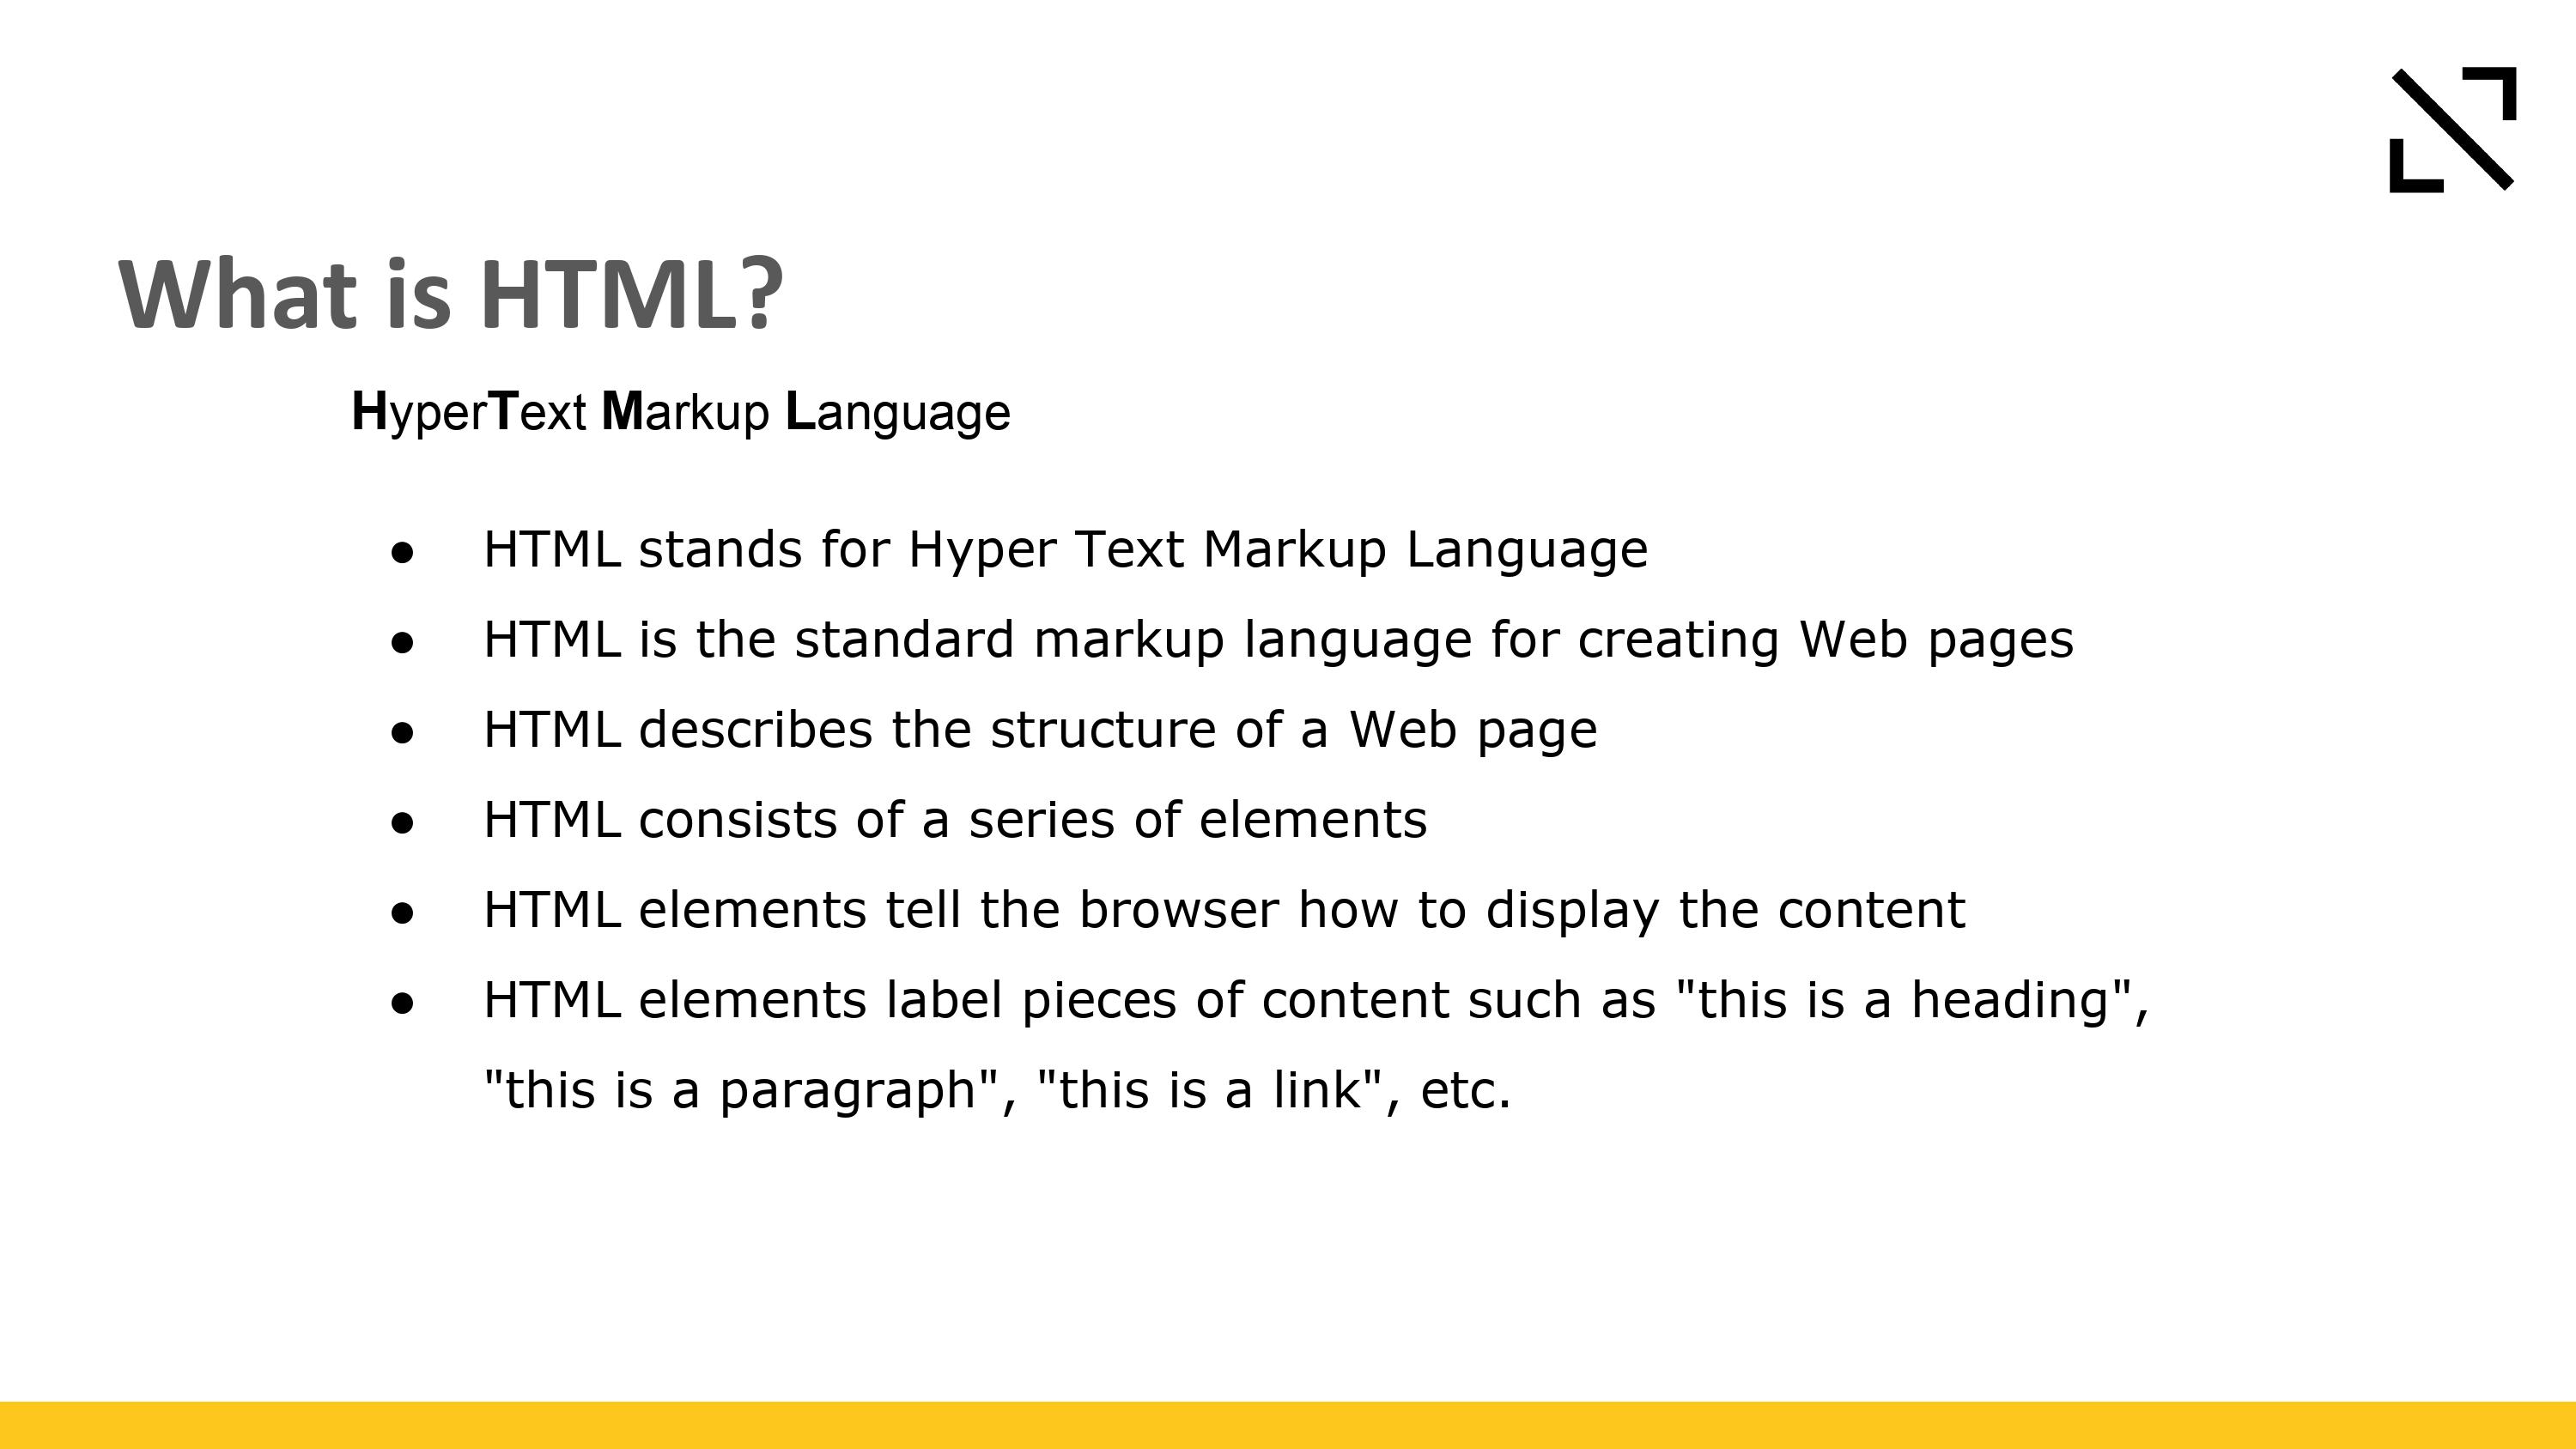 What is HTML?
HyperText Markup Language
● HTML stands for Hyper Text Markup Language
● HTML is the standard markup language for creating Web pages
● HTML describes the structure of a Web page
● HTML consists of a series of elements
● HTML elements tell the browser how to display the content
● HTML elements label pieces of content such as "this is a heading",
"this is a paragraph", "this is a link", etc.